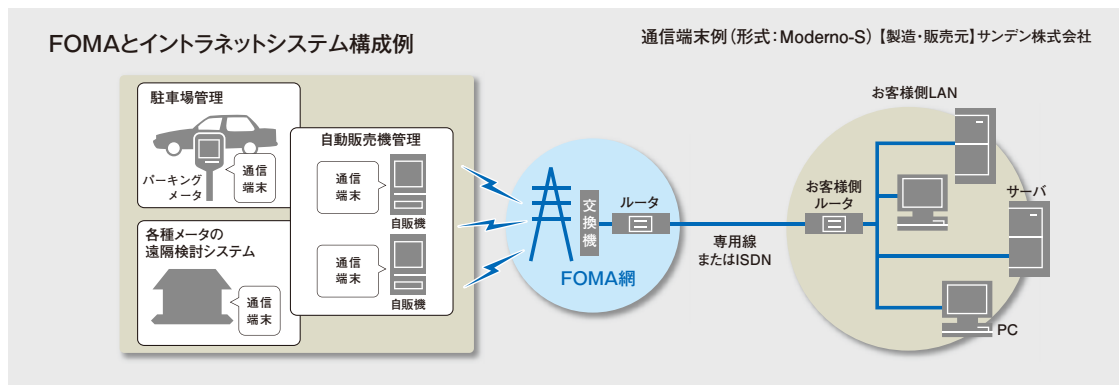 FOMAとイントラネットシステム構成例
通信端末例(形式:Moderno-S)【製造・販売元】サンデン株式会社
駐車場管理
通信
端末
パーキング
メータ
各種メータの
遠隔検討システム
通信
端末
自動販売機管理
通信
端末
自販機
通信
端末
自販機
交換機
ルータ
FOMA網
専用線
またはISDN
お客様側LAN
お客様側
ルータ
サーバ
PC